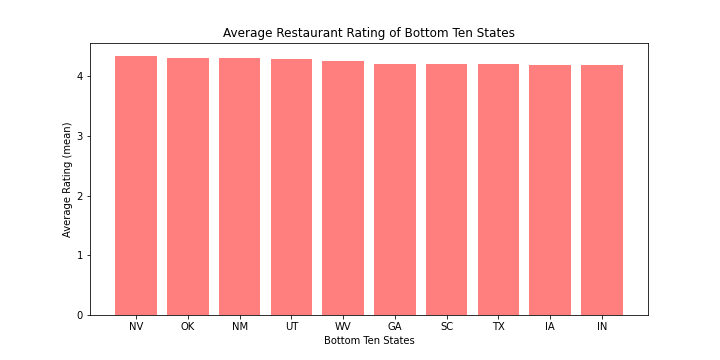 Average Restaurant Rating of Bottom Ten States
Average Rating (mean)
4
3
2
1
0
NV OK NM UT WV GA SC TX IA IN
Bottom Ten States